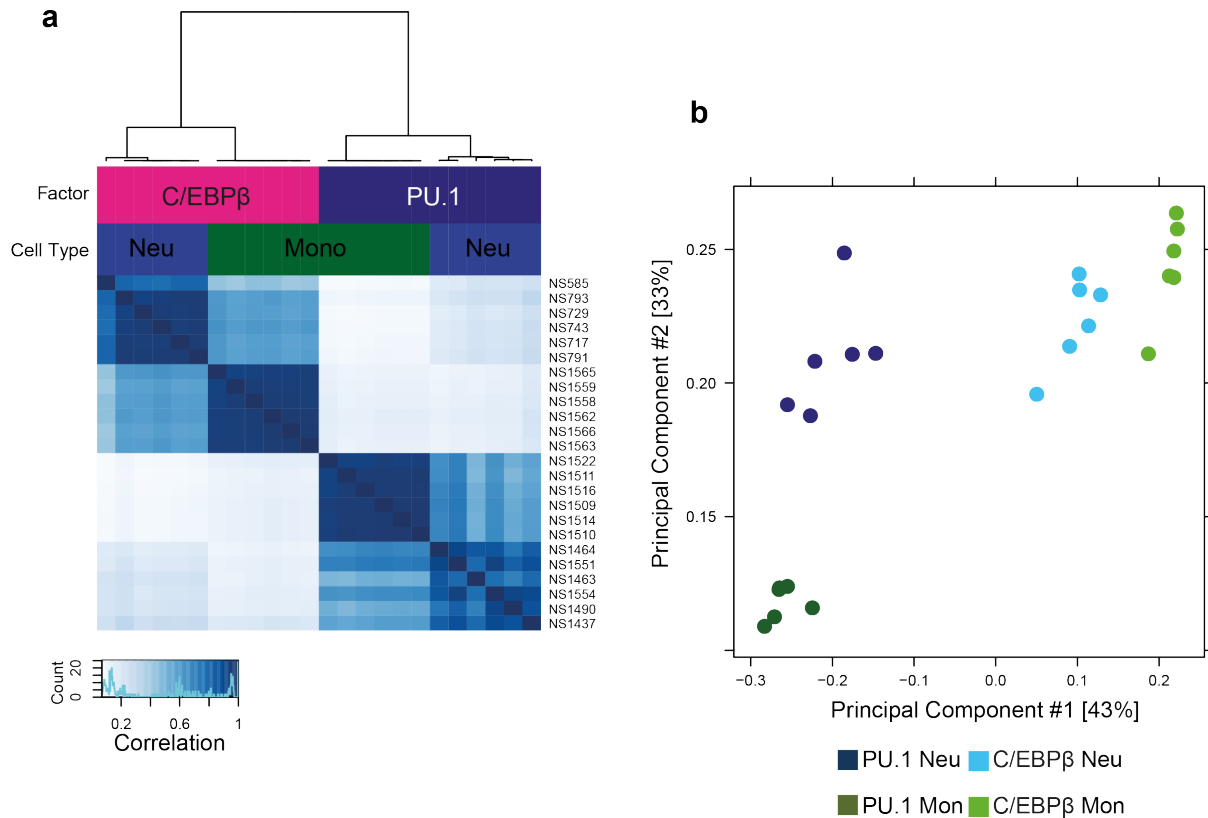 a
Factor
C/EBPβ
PU.1
Cell Type
Neu
Mono
Neu
NS585
NS793
NS729
NS743
NS717
NS791
NS1565
NS1559
NS1558
NS1562
NS1566
NS1563
NS1522
NS1511
NS1516
NS1509
NS1514
NS1510
NS1464
NS1551
NS1463
NS1554
NS1490
NS1437
Count
0 20
0.2 0.6 1
Correlation
b
Principal Component #2 [33%]
0.25
0.20
0.15
−0.3 −0.2 −0.1 0.0 0.1 0.2
Principal Component #1 [43%]
PU.1 Neu C/EBPβ Neu
PU.1 Mon C/EBPβ Mon